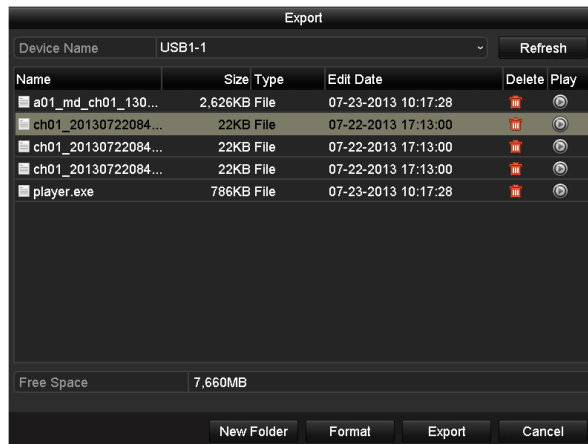 Export
Device Name USB1-1 Refresh
Name Size Type Edit Date Delete Play
a01_md_ch01_130... 2,626KB File 07-23-2013 10:17:28
ch01_20130722084... 22KB File 07-22-2013 17:13:00
ch01_20130722084... 22KB File 07-22-2013 17:13:00
ch01_20130722084... 22KB File 07-22-2013 17:13:00
player.exe 786KB File 07-23-2013 10:17:28
Free Space 7,660MB
New Folder Format Export Cancel